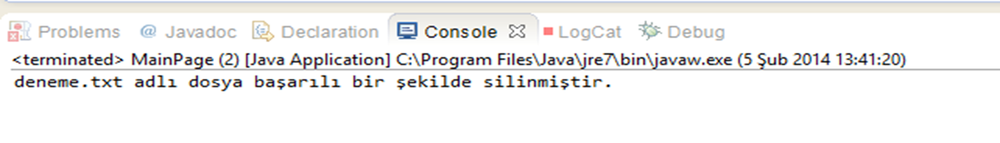 Problems @ Javadoc Declaration Console LogCat Debug
<terminated> MainPage (2) [Java Application] C:\Program Files\Java\jre7\bin\javaw.exe (5 Şub 2014 13:41:20)
deneme.txt adlı dosya başarılı bir şekilde silinmiştir.